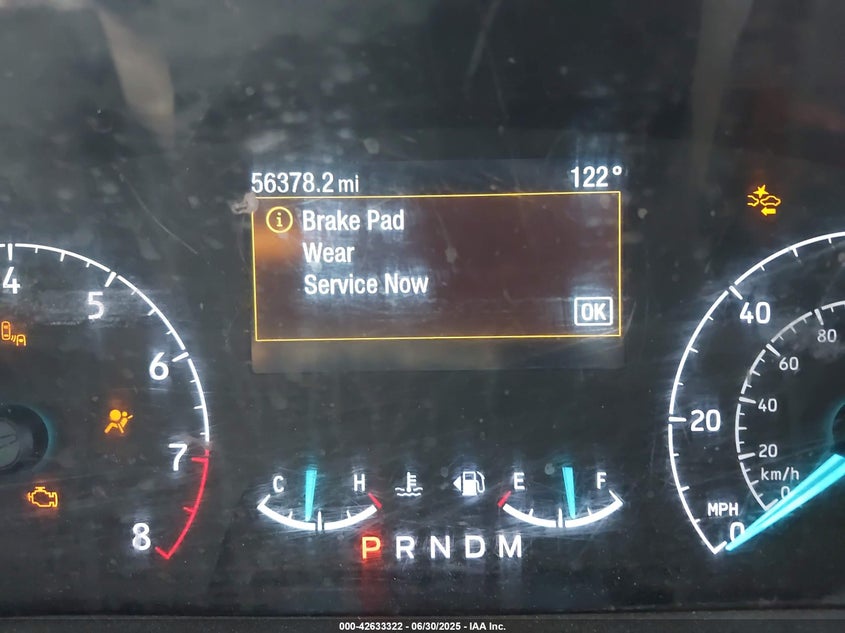 56378.2 mi 122°
i Brake Pad
Wear
Service Now
OK
4
5
6
7
8
C H
E F
P R N D M
40
20
0
MPH
80
60
40
20
0
km/h
000-42633322 - 06/30/2025 - IAA Inc.